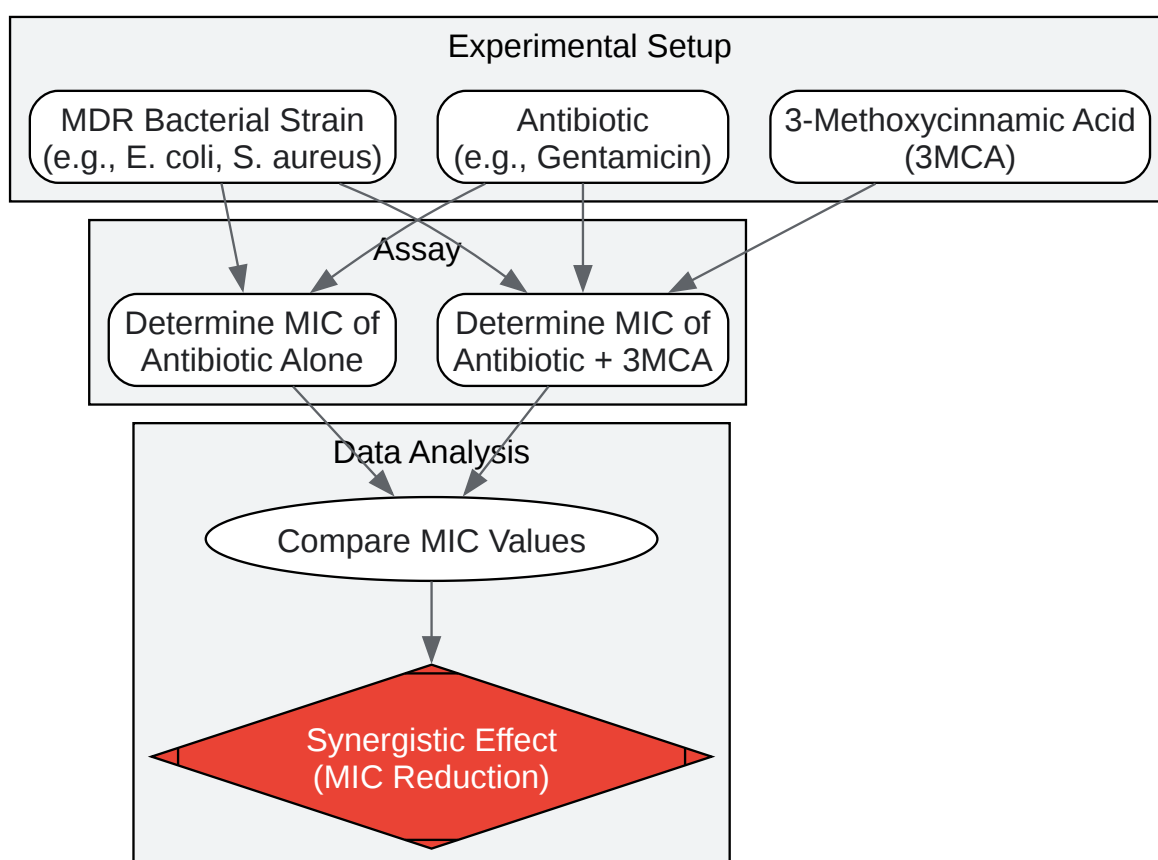 Experimental Setup
MDR Bacterial Strain
(e.g., E. coli, S. aureus)
Antibiotic
(e.g., Gentamicin)
3-Methoxycinnamic Acid
(3MCA)
Assay
Determine MIC of
Antibiotic Alone
Determine MIC of
Antibiotic + 3MCA
Data Analysis
Compare MIC Values
Synergistic Effect
(MIC Reduction)